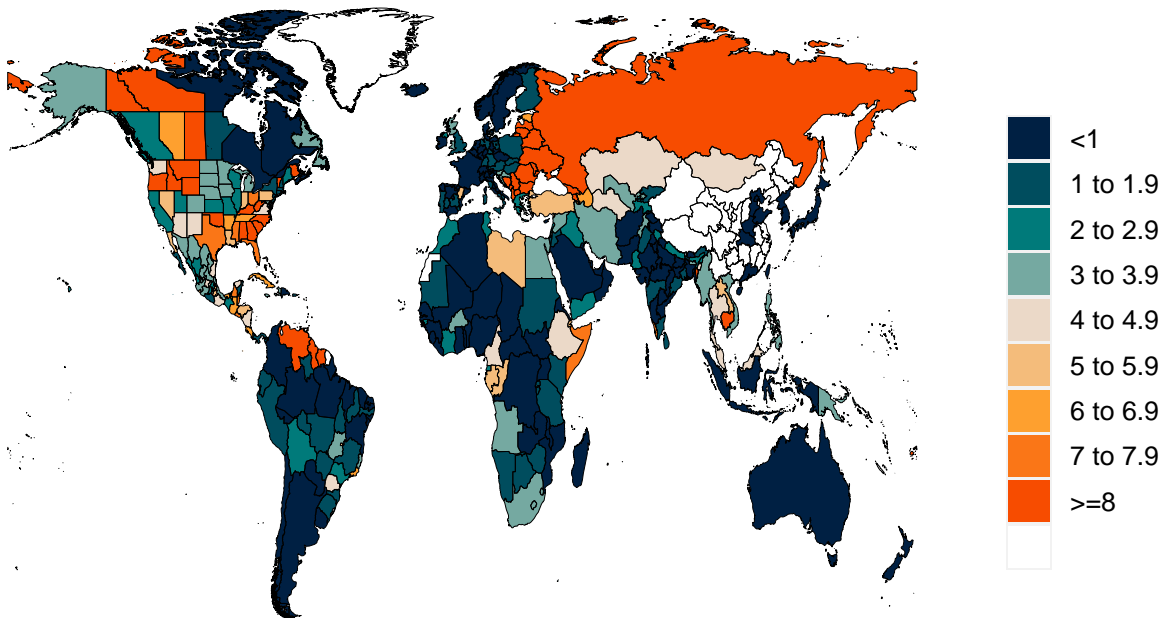 <1
1 to 1.9
2 to 2.9
3 to 3.9
4 to 4.9
5 to 5.9
6 to 6.9
7 to 7.9
>=8